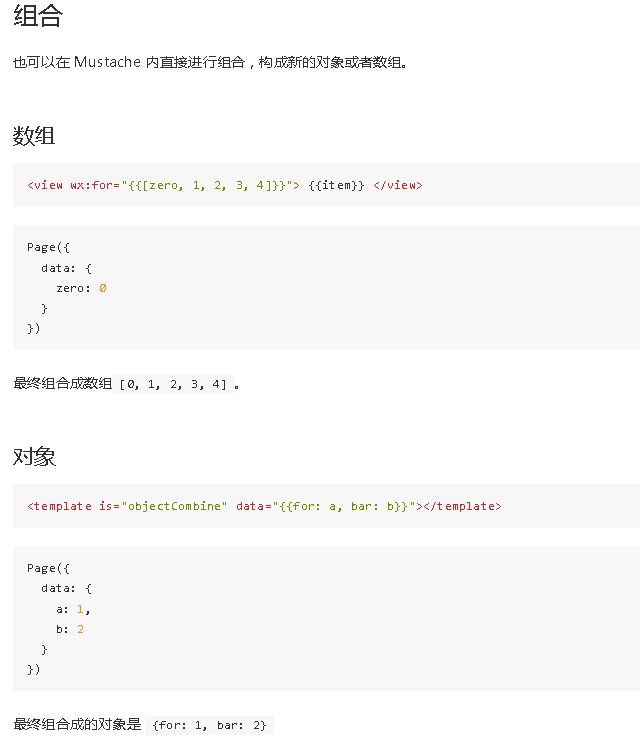 组合
也可以在 Mustache 内直接进行组合，构成新的对象或者数组。
数组
<view wx:for="{{[zero, 1, 2, 3, 4]}}"> {{item}} </view>
Page({
  data: {
    zero: 0
  }
})
最终组合成数组 [0, 1, 2, 3, 4] 。
对象
<template is="objectCombine" data="{{for: a, bar: b}}"></template>
Page({
  data: {
    a: 1,
    b: 2
  }
})
最终组合成的对象是 {for: 1, bar: 2}